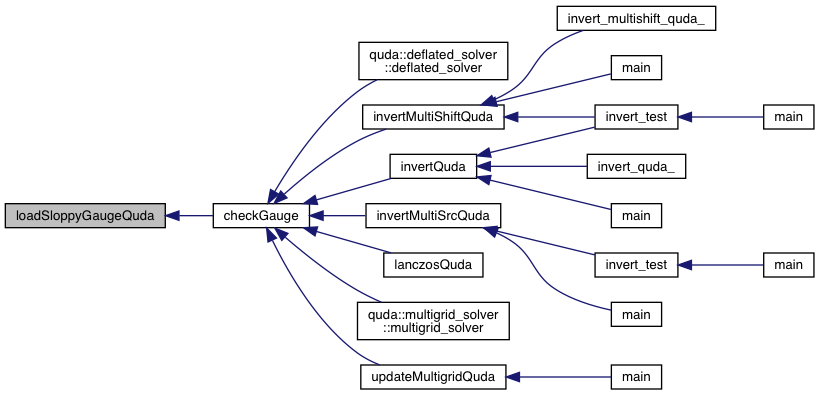 invert_multishift_quda_
quda::deflated_solver
::deflated_solver
main
invertMultiShiftQuda
invert_test
main
invertQuda
invert_quda_
loadSloppyGaugeQuda
checkGauge
invertMultiSrcQuda
main
lanczosQuda
invert_test
main
quda::multigrid_solver
::multigrid_solver
main
updateMultigridQuda
main